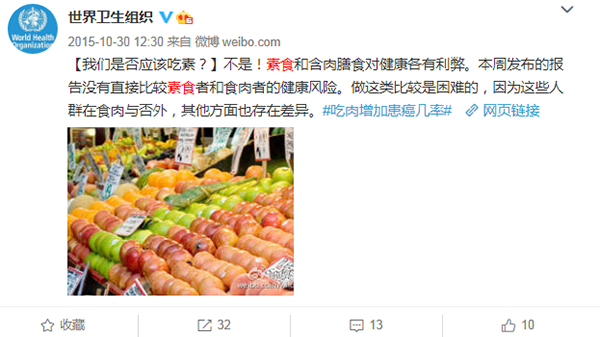 World Health
Organization
世界卫生组织
2015-10-30 12:30 来自 微博 weibo.com
【我们是否应该吃素？】不是！素食和含肉膳食对健康各有利弊。本周发布的报
告没有直接比较素食者和食肉者的健康风险。做这类比较是困难的，因为这些人
群在食肉与否外，其他方面也存在差异。#吃肉增加患癌几率# 网页链接
收藏
32
13
10